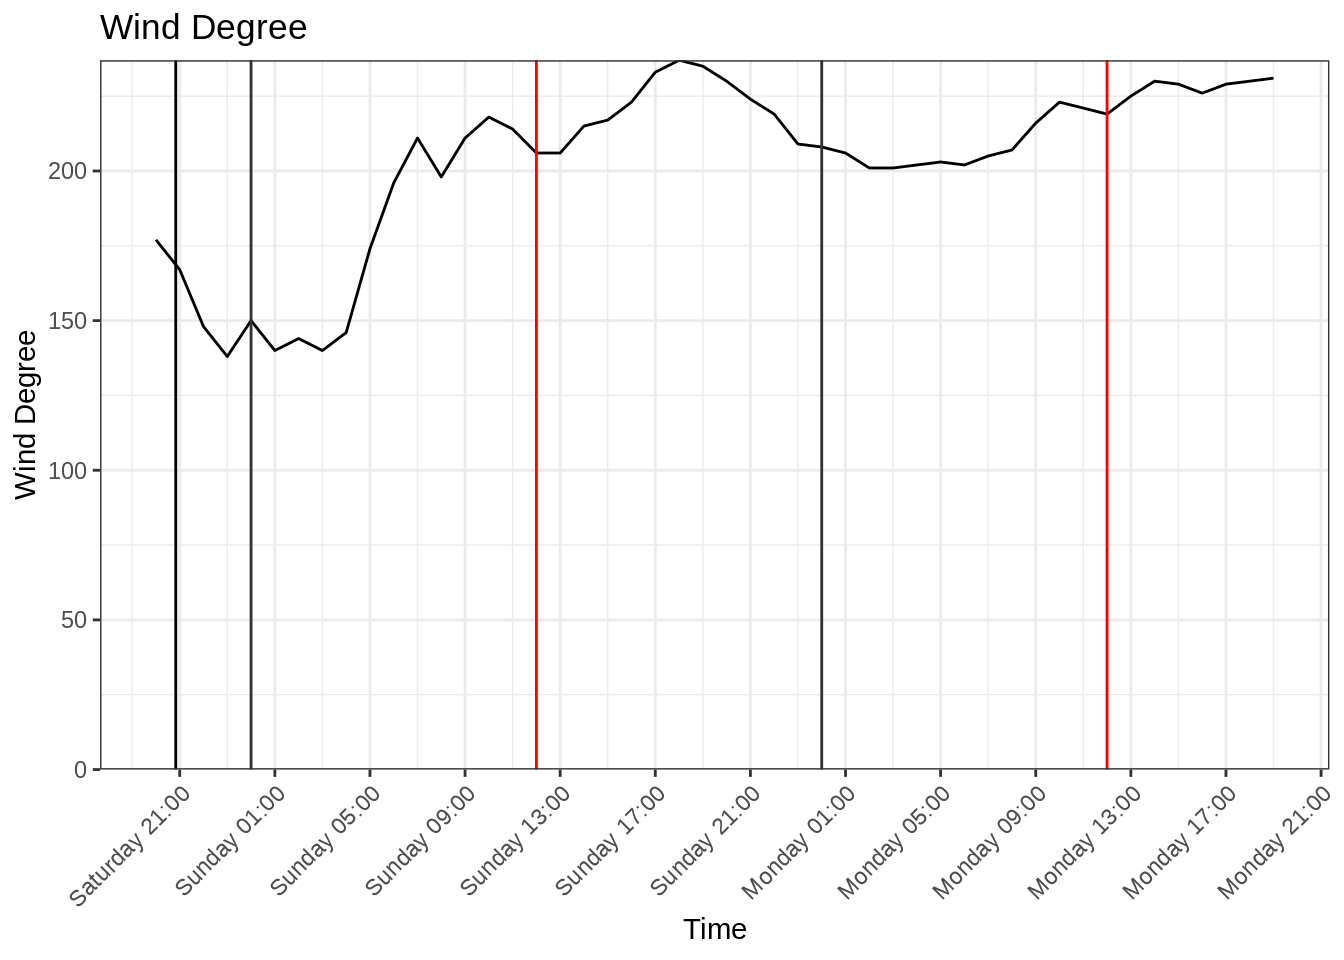 Wind Degree
Wind Degree
200
150
100
50
0
Saturday 21:00
Sunday 01:00
Sunday 05:00
Sunday 09:00
Sunday 13:00
Sunday 17:00
Sunday 21:00
Monday 01:00
Monday 05:00
Monday 09:00
Monday 13:00
Monday 17:00
Monday 21:00
Time